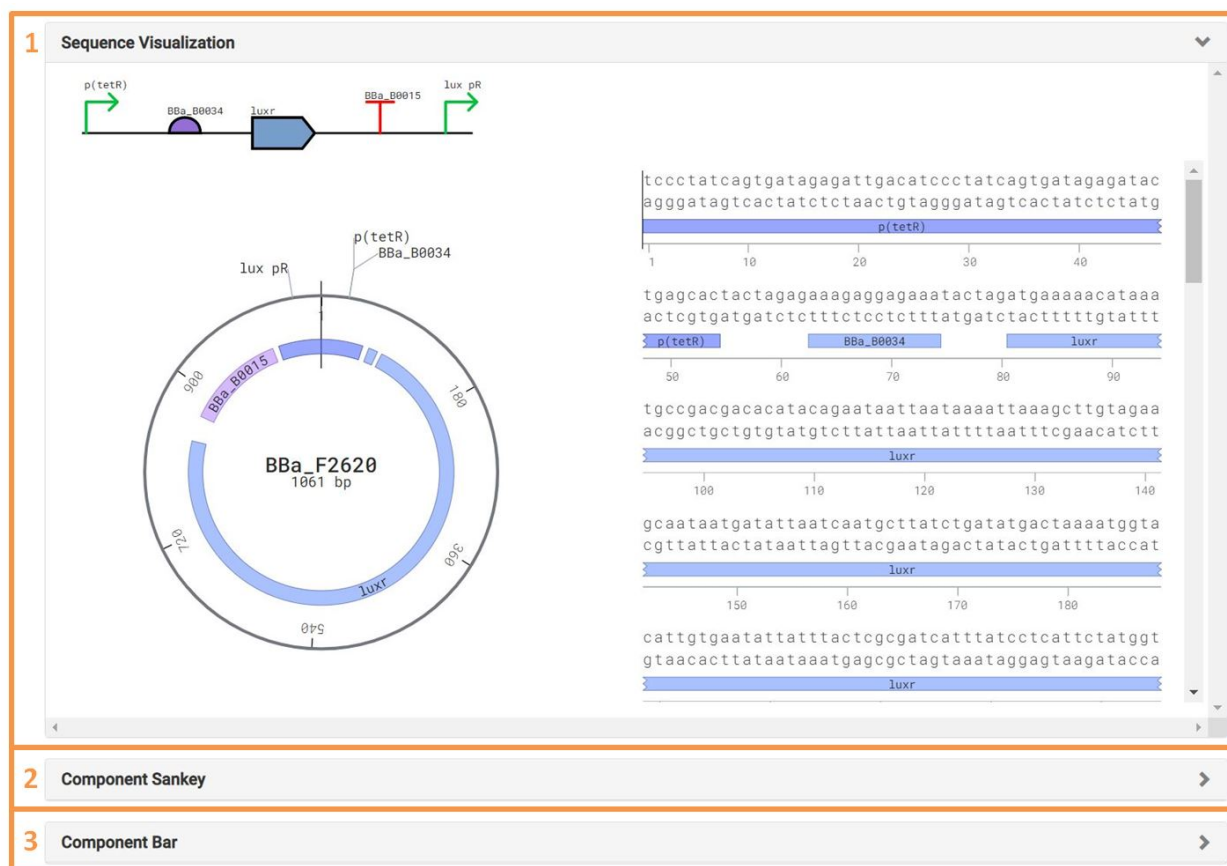 1
Sequence Visualization
p(tetR)
BBa_B0034
luxr
BBa_B0015
lux pR
tccctatcagtgatagagattgacatccctatcagtgatagagatac
agggatagtcactatctctaactgtagggatagtcactatctctatg
p(tetR)
1 10 20 30 40
tgagcactactagagaaagaggagaaatactagatgaaaaacataaa
actcgtgatgatctctttctcctctttatgatctactttttgtattt
p(tetR) BBa_B0034 luxr
50 60 70 80 90
tgccgacgacacatacagaataattaataaaattaaagcttgtagaa
acggctgctgtgtatgtcttattaattattttaatttcgaacatctt
luxr
100 110 120 130 140
gcaataatgatattaatcaatgcttatctgatatgactaaaatggta
cgttattactataattagttacgaatagactatactgattttaccat
luxr
150 160 170 180
cattgtgaatattatttactcgcgatcatttatcctcattctatggt
gtaacacttataataaatgagcgctagtaaataggagtaagatacca
luxr
p(tetR)
BBa_B0034
lux pR
1
BBa_B0015
900
180
BBa_F2620
1061 bp
720
360
luxr
540
2
Component Sankey
3
Component Bar